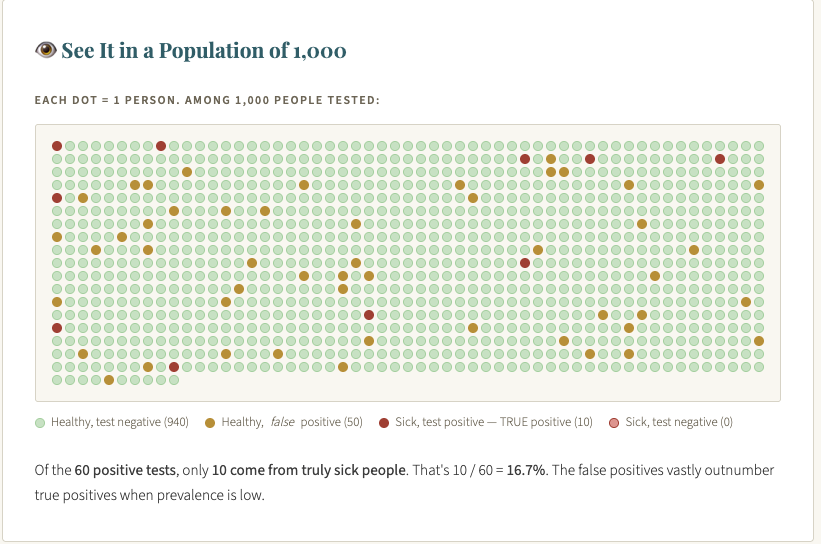 👁️ See It in a Population of 1,000
EACH DOT = 1 PERSON. AMONG 1,000 PEOPLE TESTED:
Healthy, test negative (940) Healthy, false positive (50) Sick, test positive — TRUE positive (10) Sick, test negative (0)
Of the 60 positive tests, only 10 come from truly sick people. That's 10 / 60 = 16.7%. The false positives vastly outnumber
true positives when prevalence is low.